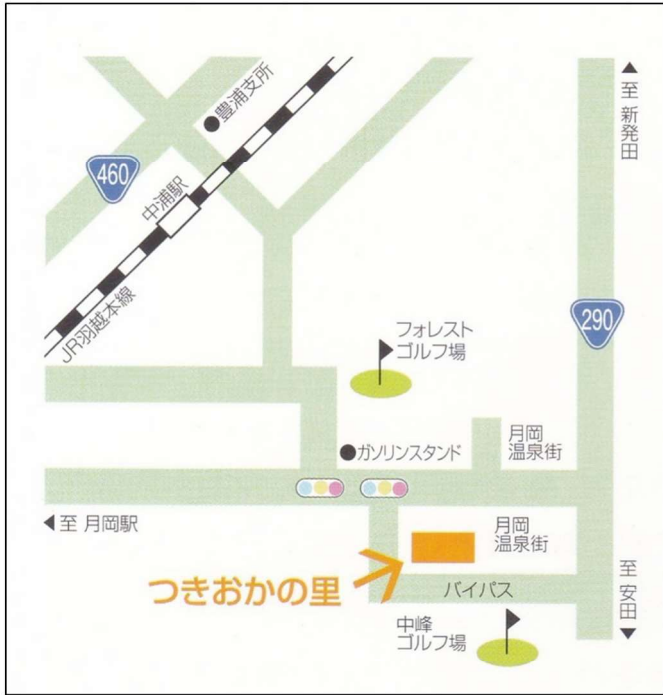 豊浦支所
至 新発田
460
中浦駅
JR羽越本線
290
フォレスト
ゴルフ場
ガソリンスタンド
月岡
温泉街
至 月岡駅
月岡
温泉街
つきおかの里
バイパス
至 安田
中峰
ゴルフ場